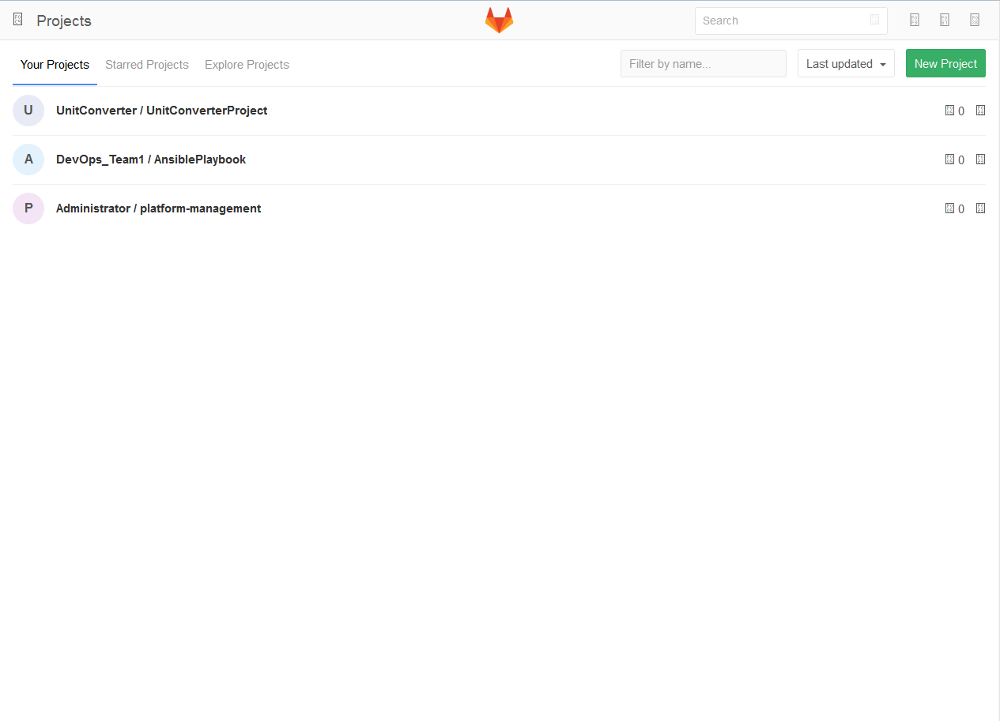 Projects
Search
Your Projects Starred Projects Explore Projects
Filter by name...
Last updated
New Project
U UnitConverter / UnitConverterProject 0
A DevOps_Team1 / AnsiblePlaybook 0
P Administrator / platform-management 0